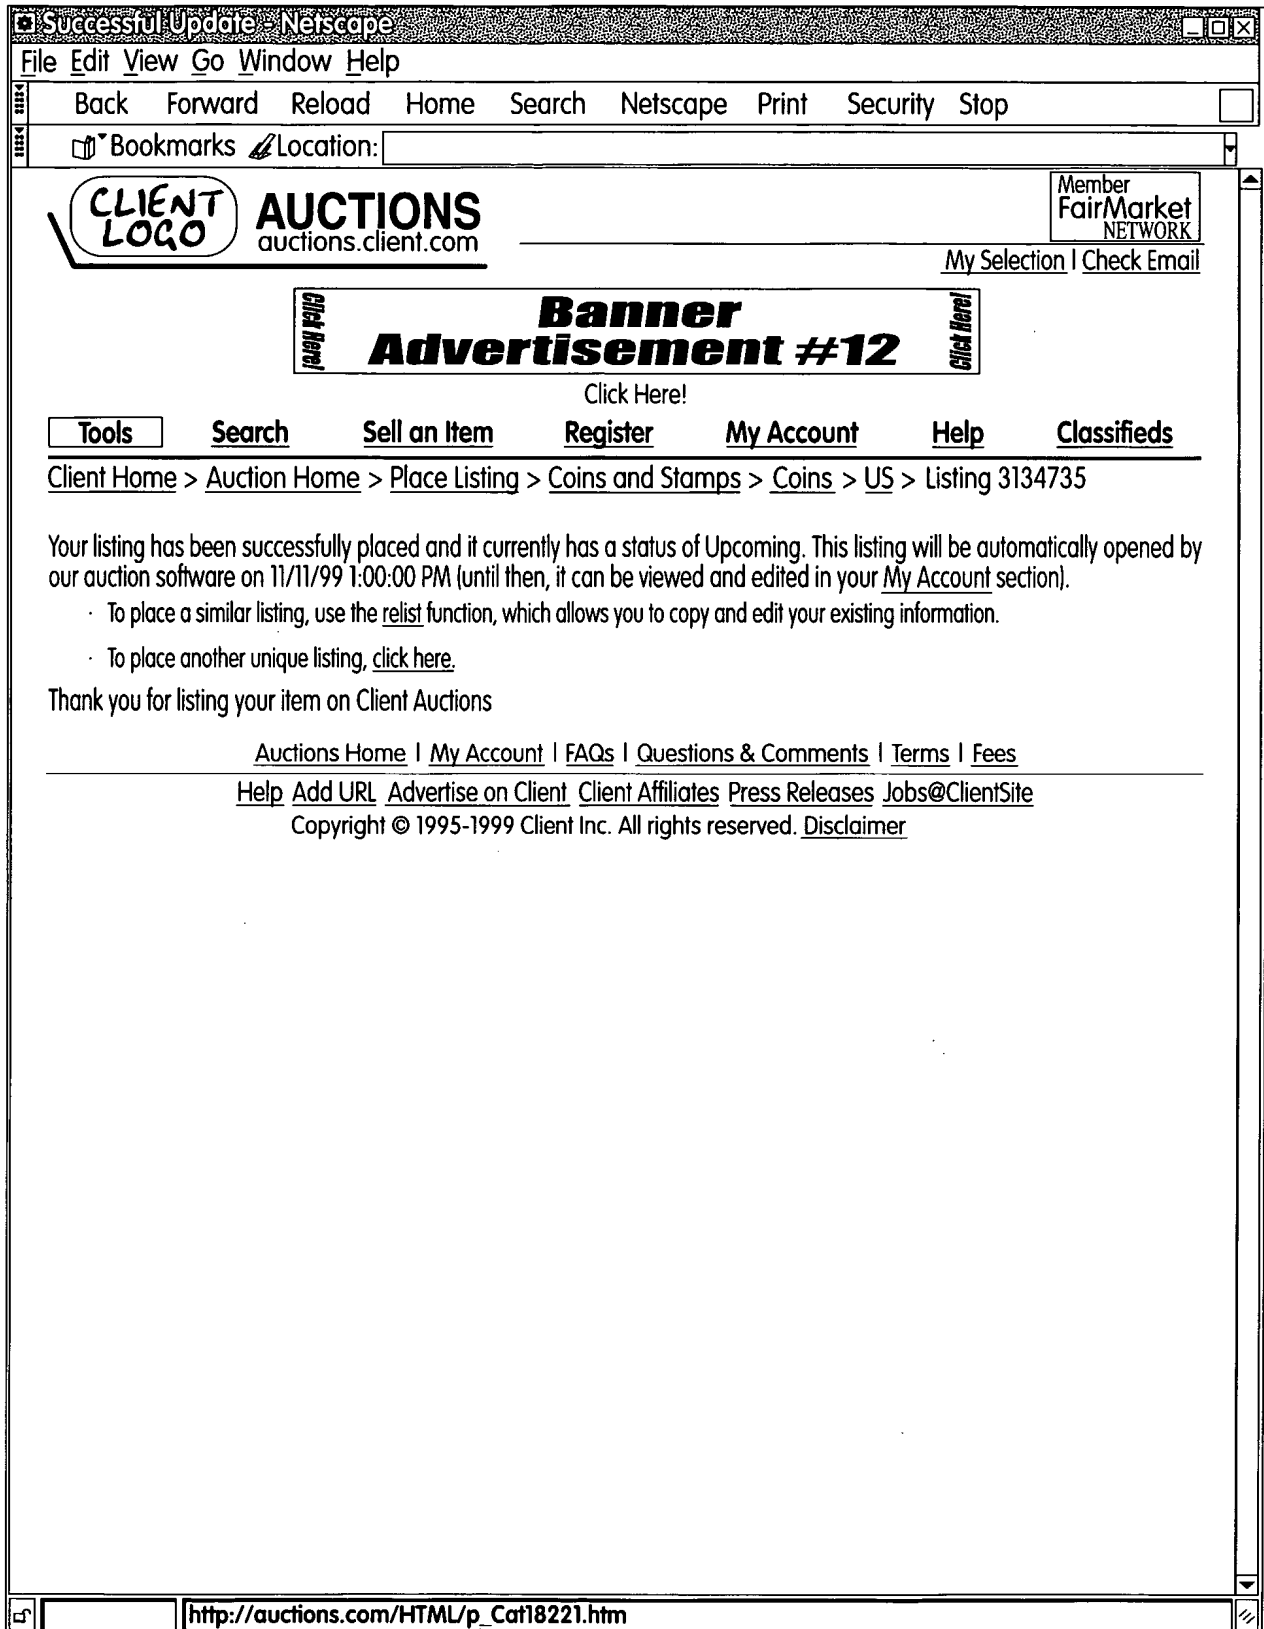 Successful Update - Netscape
File Edit View Go Window Help
Back Forward Reload Home Search Netscape Print Security Stop
Bookmarks Location:
CLIENT LOGO
AUCTIONS
auctions.client.com
Member
FairMarket
NETWORK
My Selection | Check Email
Click Here!
Banner
Advertisement #12
Click Here!
Click Here!
Tools Search Sell an Item Register My Account Help Classifieds
Client Home > Auction Home > Place Listing > Coins and Stamps > Coins > US > Listing 3134735
Your listing has been successfully placed and it currently has a status of Upcoming. This listing will be automatically opened by
our auction software on 11/11/99 1:00:00 PM (until then, it can be viewed and edited in your My Account section).
· To place a similar listing, use the relist function, which allows you to copy and edit your existing information.
· To place another unique listing, click here.
Thank you for listing your item on Client Auctions
Auctions Home | My Account | FAQs | Questions & Comments | Terms | Fees
Help Add URL Advertise on Client Client Affiliates Press Releases Jobs@ClientSite
Copyright © 1995-1999 Client Inc. All rights reserved. Disclaimer
http://auctions.com/HTML/p_Cat18221.htm